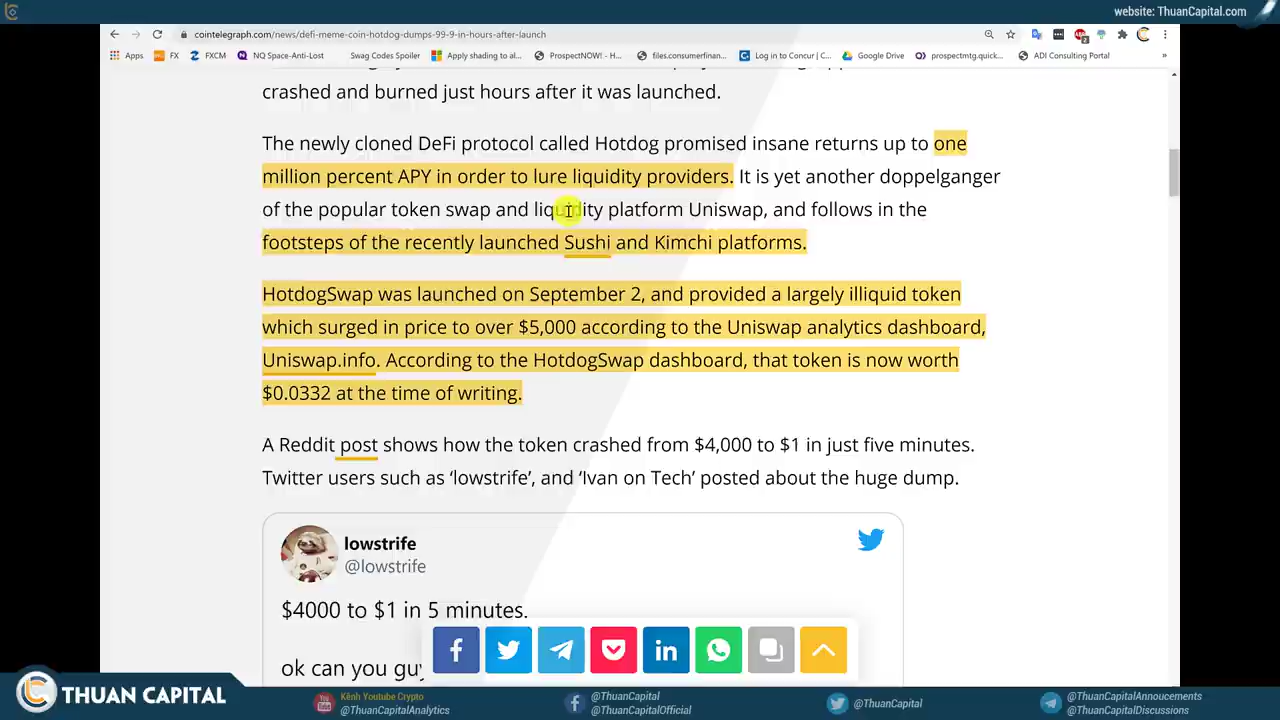 website: ThuanCapital.com
cointelegraph.com/news/defi-meme-coin-hotdog-dumps-99-9-in-hours-after-launch
Apps FX FXCM NQ Space-Anti-Lost Swag Codes Spoiler Apply shading to al... ProspectNOW! - H... files.consumerfinan... Log in to Concur | C... Google Drive prospectmtg.quick... ADI Consulting Portal »
crashed and burned just hours after it was launched.
The newly cloned DeFi protocol called Hotdog promised insane returns up to one
million percent APY in order to lure liquidity providers. It is yet another doppelganger
of the popular token swap and liquidity platform Uniswap, and follows in the
footsteps of the recently launched Sushi and Kimchi platforms.
HotdogSwap was launched on September 2, and provided a largely illiquid token
which surged in price to over $5,000 according to the Uniswap analytics dashboard,
Uniswap.info. According to the HotdogSwap dashboard, that token is now worth
$0.0332 at the time of writing.
A Reddit post shows how the token crashed from $4,000 to $1 in just five minutes.
Twitter users such as ‘lowstrife’, and ‘Ivan on Tech’ posted about the huge dump.
lowstrife
@lowstrife
$4000 to $1 in 5 minutes.
ok can you guy
THUAN CAPITAL
Kênh Youtube Crypto
@ThuanCapitalAnalytics
@ThuanCapital
@ThuanCapitalOfficial
@ThuanCapital
@ThuanCapitalAnnoucements
@ThuanCapitalDiscussions